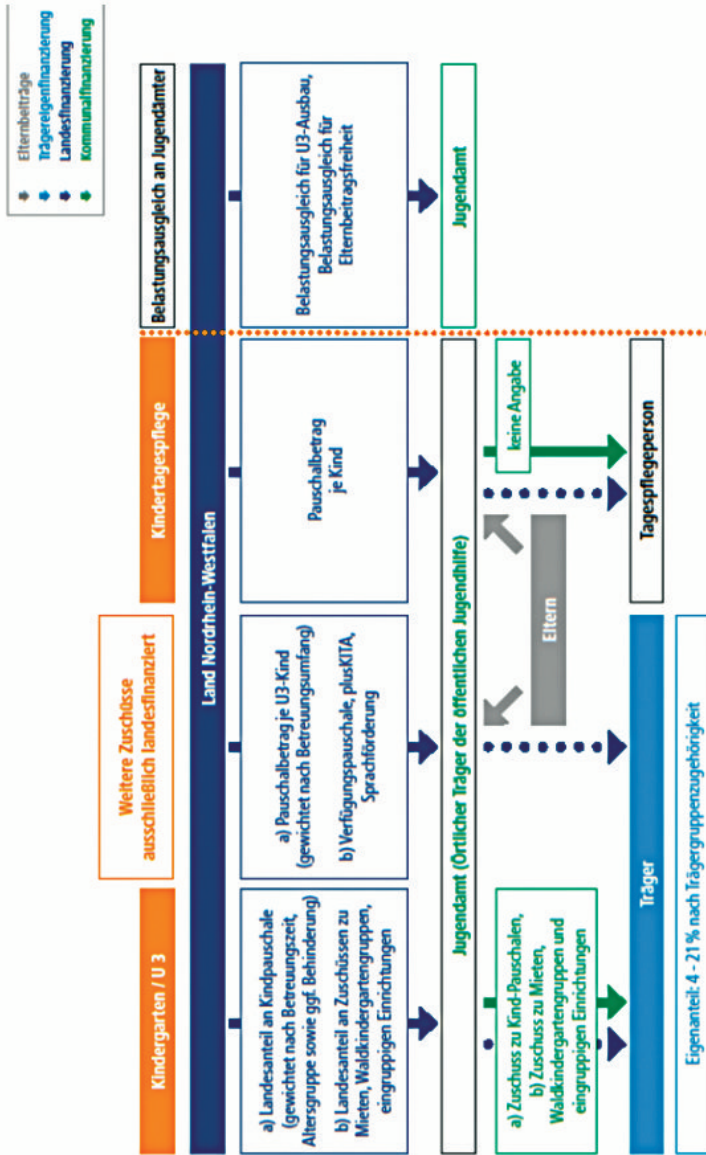 Elternbeiträge
Trägereigenfinanzierung
Landesfinanzierung
Kommunalfinanzierung
Weitere Zuschüsse
ausschließlich landesfinanziert
Kindergarten / U 3
Kindertagespflege
Belastungsausgleich an Jugendämter
Land Nordrhein-Westfalen
a) Landesanteil an Kindpauschale
(gewichtet nach Betreuungszeit,
Altersgruppe sowie ggf. Behinderung)
b) Landesanteil an Zuschüssen zu
Mieten, Waldkindergartengruppen,
eingruppigen Einrichtungen
a) Pauschalbetrag je U3-Kind
(gewichtet nach Betreuungsumfang)
b) Verfügungspauschale, plusKITA,
Sprachförderung
Pauschalbetrag
je Kind
Belastungsausgleich für U3-Ausbau,
Belastungsausgleich für
Elternbeitragsfreiheit
Jugendamt (Örtlicher Träger der öffentlichen Jugendhilfe)
Jugendamt
a) Zuschuss zu Kind-Pauschalen,
b) Zuschuss zu Mieten,
Waldkindergartengruppen und
eingruppigen Einrichtungen
Eltern
keine Angabe
Träger
Tagespflegeperson
Eigenanteil: 4 - 21 % nach Trägergruppenzugehörigkeit